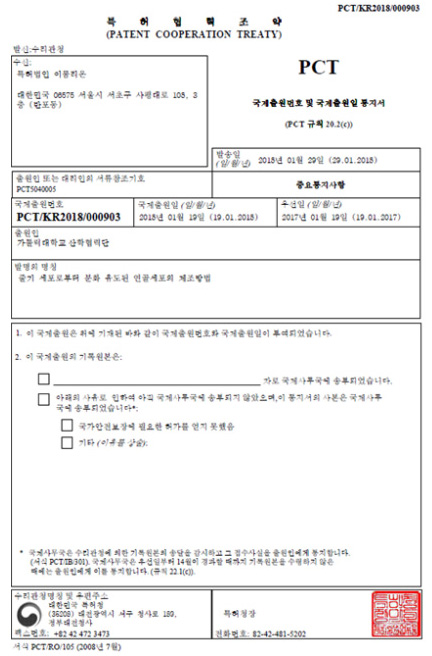 PCT/KR2018/000903
특 허 협 력 조 약
(PATENT COOPERATION TREATY)
발신:수리관청
수신:
특허법인 이룸리온
대한민국 06575 서울시 서초구 사평대로 108, 3
층 (반포동)
PCT
국제출원번호 및 국제출원일 통지서
(PCT 규칙 20.2(c))
발송일
(일/월/년) 2018년 01월 29일 (29.01.2018)
출원인 또는 대리인의 서류참조기호
PCT5040005
중요통지사항
국제출원번호
PCT/KR2018/000903
국제출원일 (일/월/년)
2018년 01월 19일 (19.01.2018)
우선일 (일/월/년)
2017년 01월 19일 (19.01.2017)
출원인
가톨릭대학교 산학협력단
발명의 명칭
줄기 세포로부터 분화 유도된 연골세포의 제조방법
1. 이 국제출원은 위에 기재된 바와 같이 국제출원번호와 국제출원일이 부여되었습니다.
2. 이 국제출원의 기록원본은:
가로 국제사무국에 송부되었습니다.
아래의 사유로 인하여 아직 국제사무국에 송부되지 않았으며,이 통지서의 사본은 국제사무
국에 송부되었습니다*:
국가안전보장에 필요한 허가를 얻지 못했음
기타 (이유를 상술):
* 국제사무국은 수리관청에 의한 기록원본의 송달을 감시하고 그 접수사실을 출원인에게 통지합니다.
(서식 PCT/IB/301). 국제사무국은 우선일부터 14월이 경과할 때까지 기록원본을 수령하지 않은
때에는 출원인에게 이를 통지합니다. (규칙 22.1(c)).
수리관청명칭 및 우편주소
대한민국 특허청
(35208) 대전광역시 서구 청사로 189,
정부대전청사
팩스번호: +82 42 472 3473
특허청장
전화번호: 82-42-481-5202
서식 PCT/RO/105 (2008년 7월)